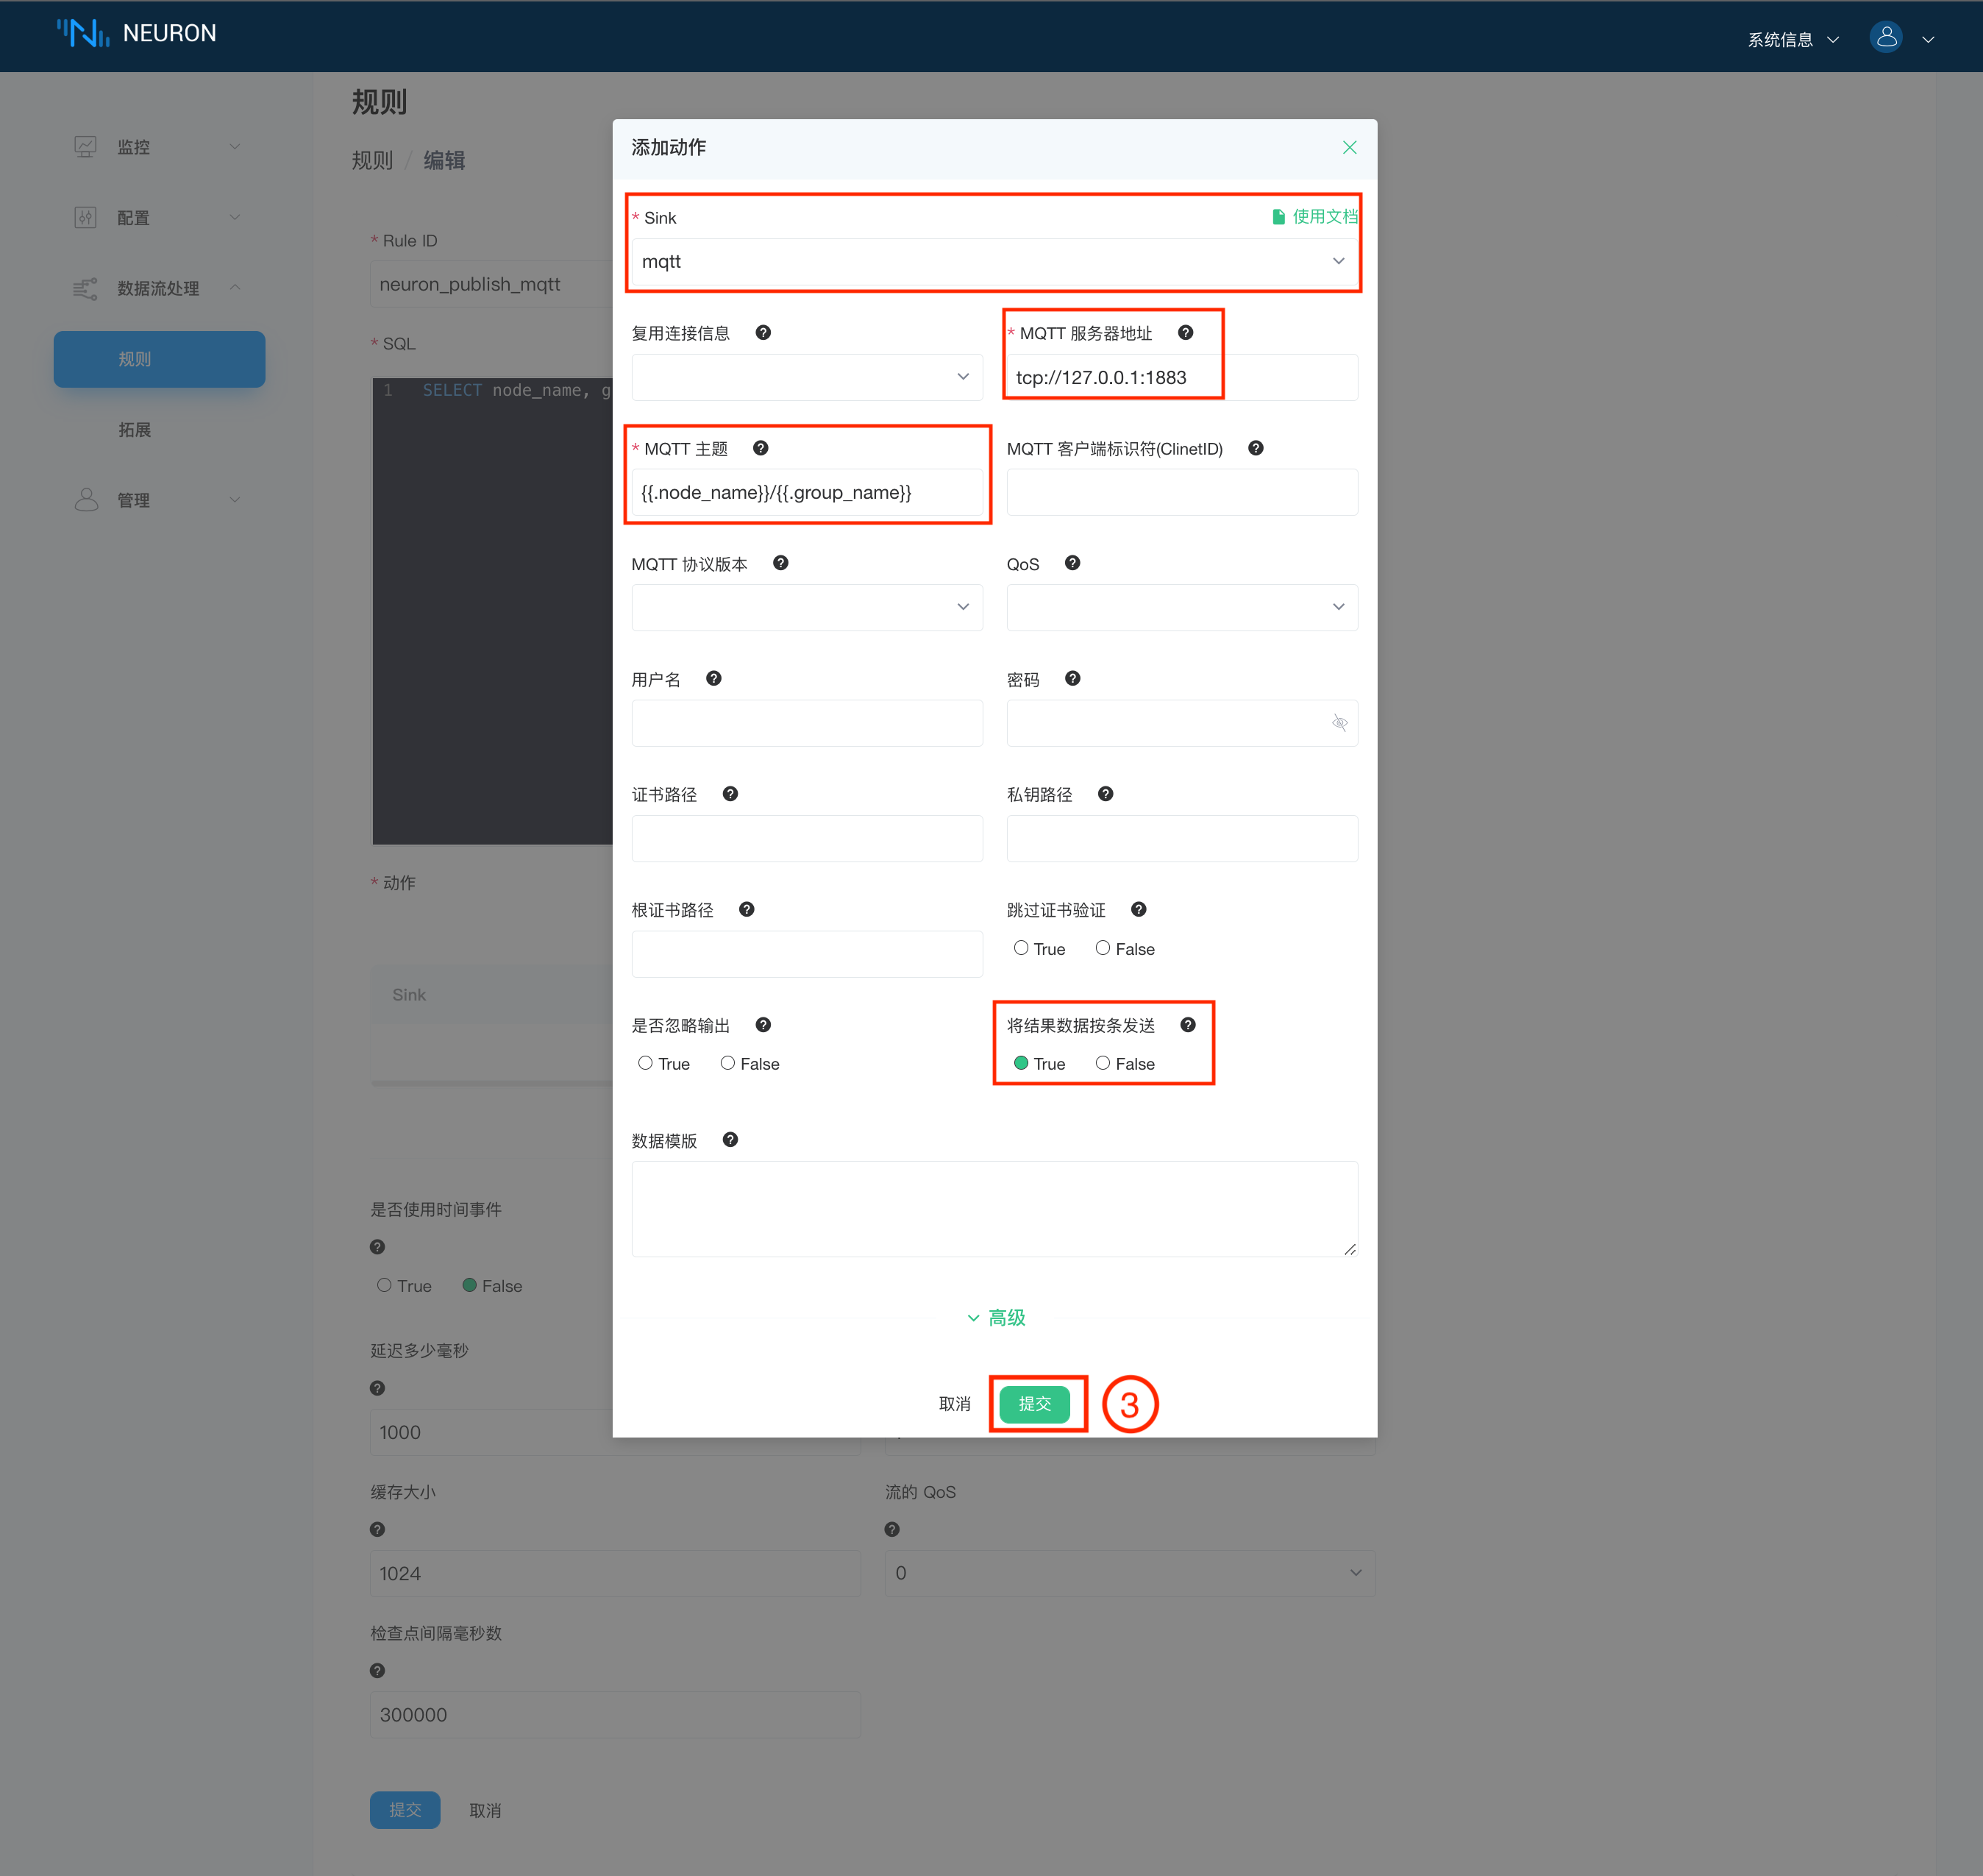 NEURON
系统信息
规则
监控
规则 / 编辑
添加动作
配置
* Rule ID
* Sink
使用文档
neuron_publish_mqtt
mqtt
数据流处理
* SQL
复用连接信息
* MQTT 服务器地址
规则
1 SELECT node_name, g
tcp://127.0.0.1:1883
拓展
* MQTT 主题
MQTT 客户端标识符(ClinetID)
管理
{{.node_name}}/{{.group_name}}
MQTT 协议版本
QoS
用户名
密码
证书路径
私钥路径
* 动作
根证书路径
跳过证书验证
True
False
Sink
是否忽略输出
将结果数据按条发送
True
False
True
False
数据模版
是否使用时间事件
True
False
高级
延迟多少毫秒
取消
提交
3
1000
缓存大小
流的 QoS
1024
0
检查点间隔毫秒数
300000
提交
取消